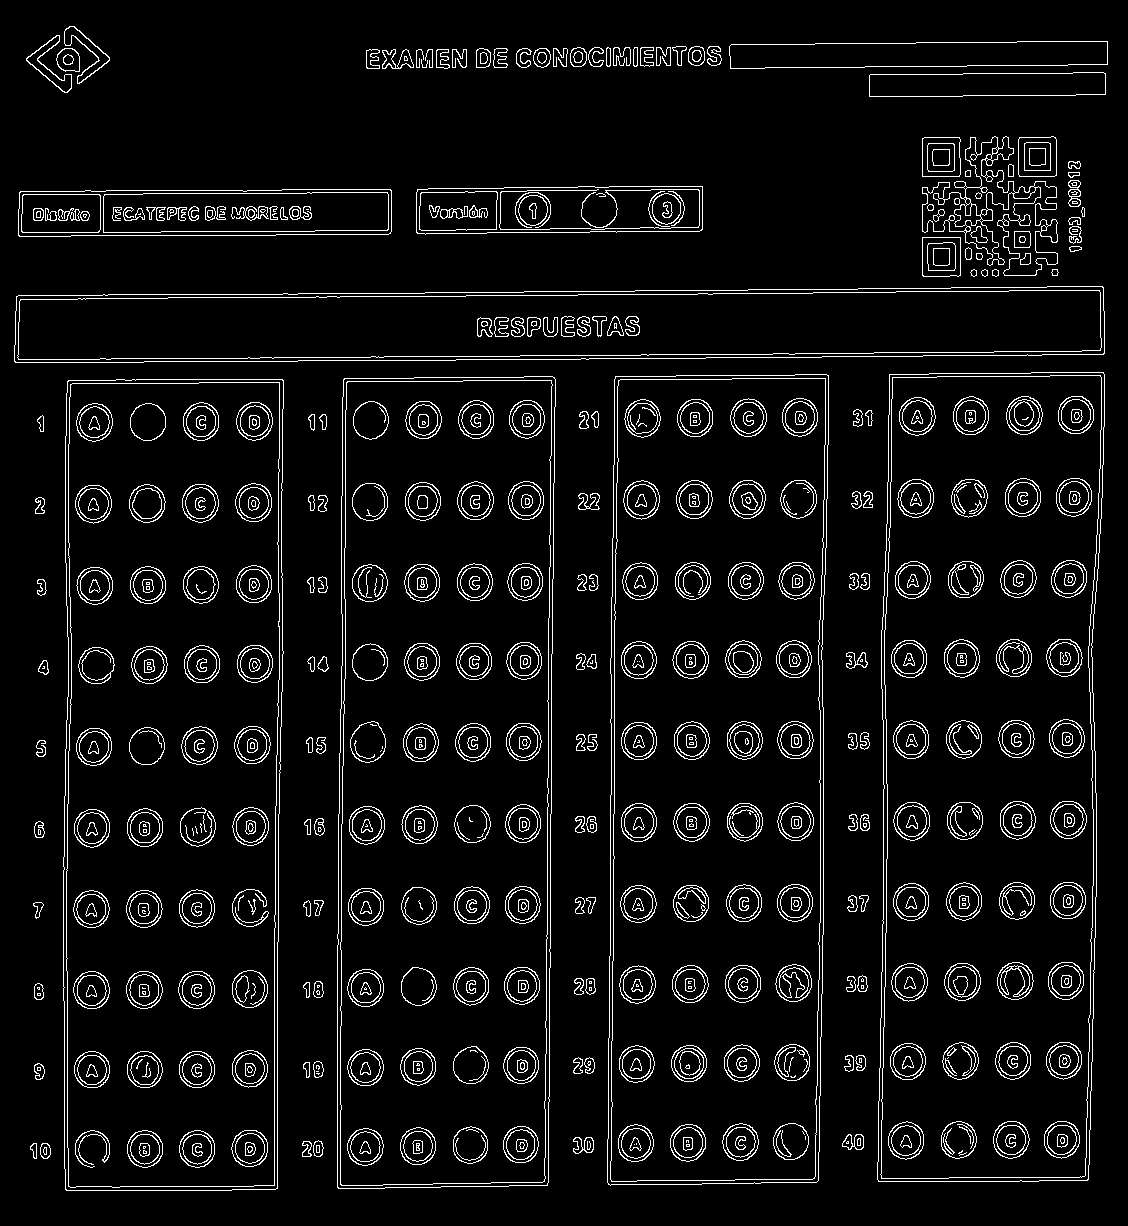 EXAMEN DE CONOCIMIENTOS
1503_00012
Distrito ECATEPEC DE MORELOS Versión 1 3
RESPUESTAS
1 A C D 11 B C D 21 A B C D 31 A B D
2 A C D 12 B C D 22 A B C 32 A C D
3 A B D 13 B C D 23 A C D 33 A C D
4 B C D 14 B C D 24 A B D 34 A B D
5 A C D 15 B C D 25 A B D 35 A C D
6 A B D 16 A B D 26 A B D 36 A C D
7 A B C 17 A C D 27 A C D 37 A B D
8 A B C 18 A C D 28 A B C 38 A D
9 A C D 19 A B D 29 A C 39 A C D
10 B C D 20 A B D 30 A B C 40 A C D